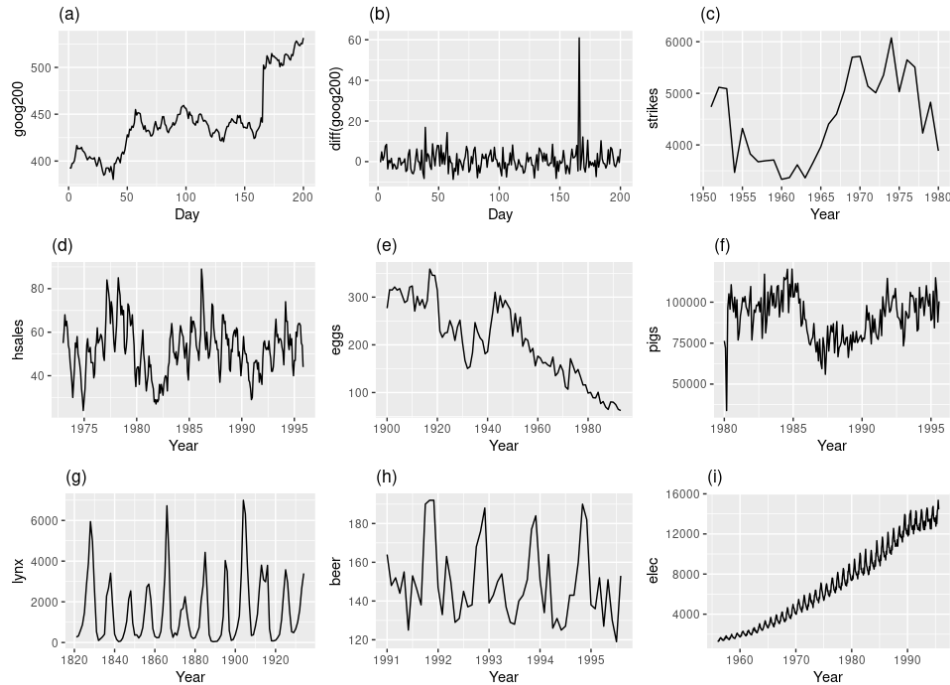 (a)
goog200
500
450
400
0
50
100
150
200
Day
(b)
diff(goog200)
60
40
20
0
0
50
100
150
200
Day
(c)
strikes
6000
5000
4000
1950
1955
1960
1965
1970
1975
1980
Year
(d)
hsales
80
60
40
1975
1980
1985
1990
1995
Year
(e)
eggs
300
200
100
1900
1920
1940
1960
1980
Year
(f)
pigs
100000
75000
50000
1980
1985
1990
1995
Year
(g)
lynx
6000
4000
2000
0
1820
1840
1860
1880
1900
1920
Year
(h)
beer
180
160
140
120
1991
1992
1993
1994
1995
Year
(i)
elec
16000
12000
8000
4000
1960
1970
1980
1990
Year